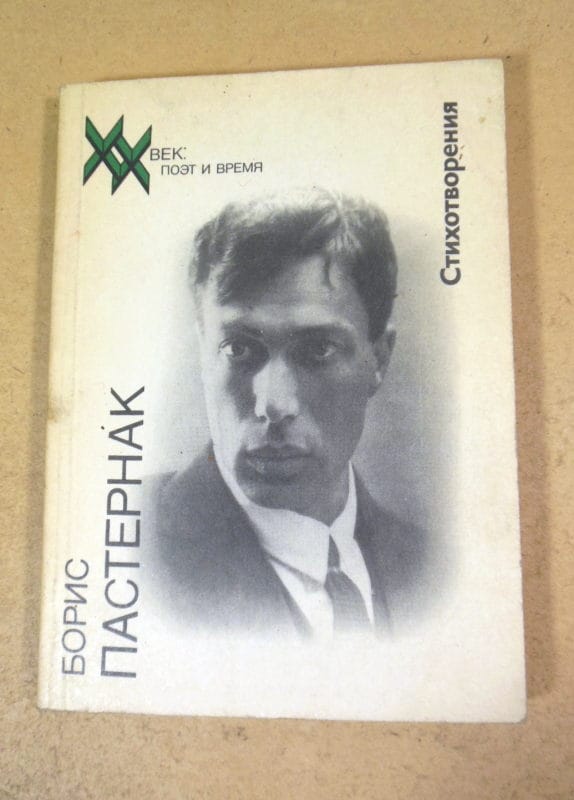 XX
ВЕК:
ПОЭТ И ВРЕМЯ
Стихотворения
БОРИС
ПАСТЕРНАК